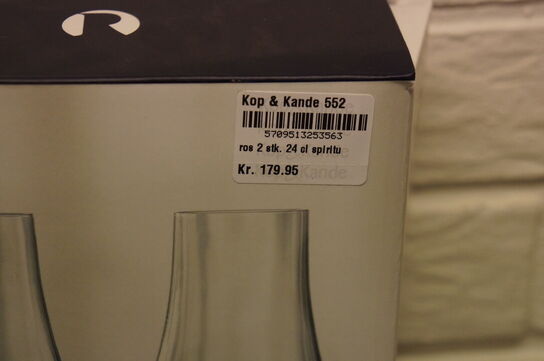 Kop & Kande 552
5709513253563
ros 2 stk. 24 cl spiritu
Kr. 179.95